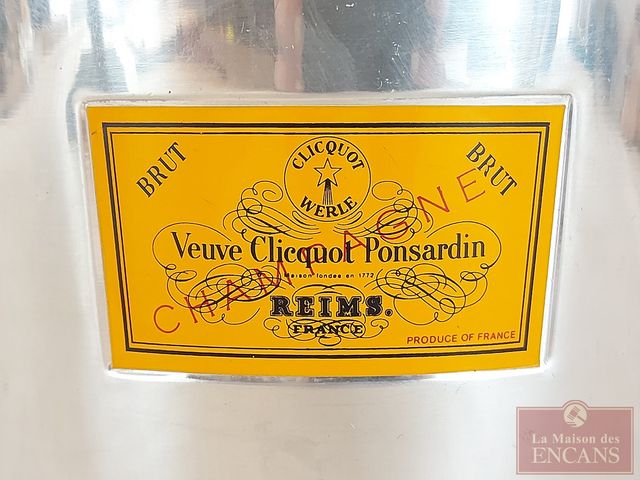 BRUT
BRUT
CLICQUOT
WERLE
Veuve Clicquot Ponsardin
Maison fondée en 1772
CHAMPAGNE
REIMS.
FRANCE
PRODUCE OF FRANCE
La Maison des
ENCANS